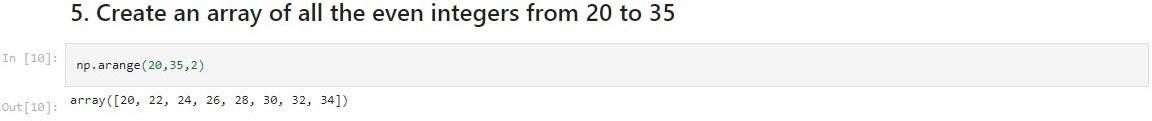 5. Create an array of all the even integers from 20 to 35
In [10]: np.arange(20,35,2)
Out[10]: array([20, 22, 24, 26, 28, 30, 32, 34])